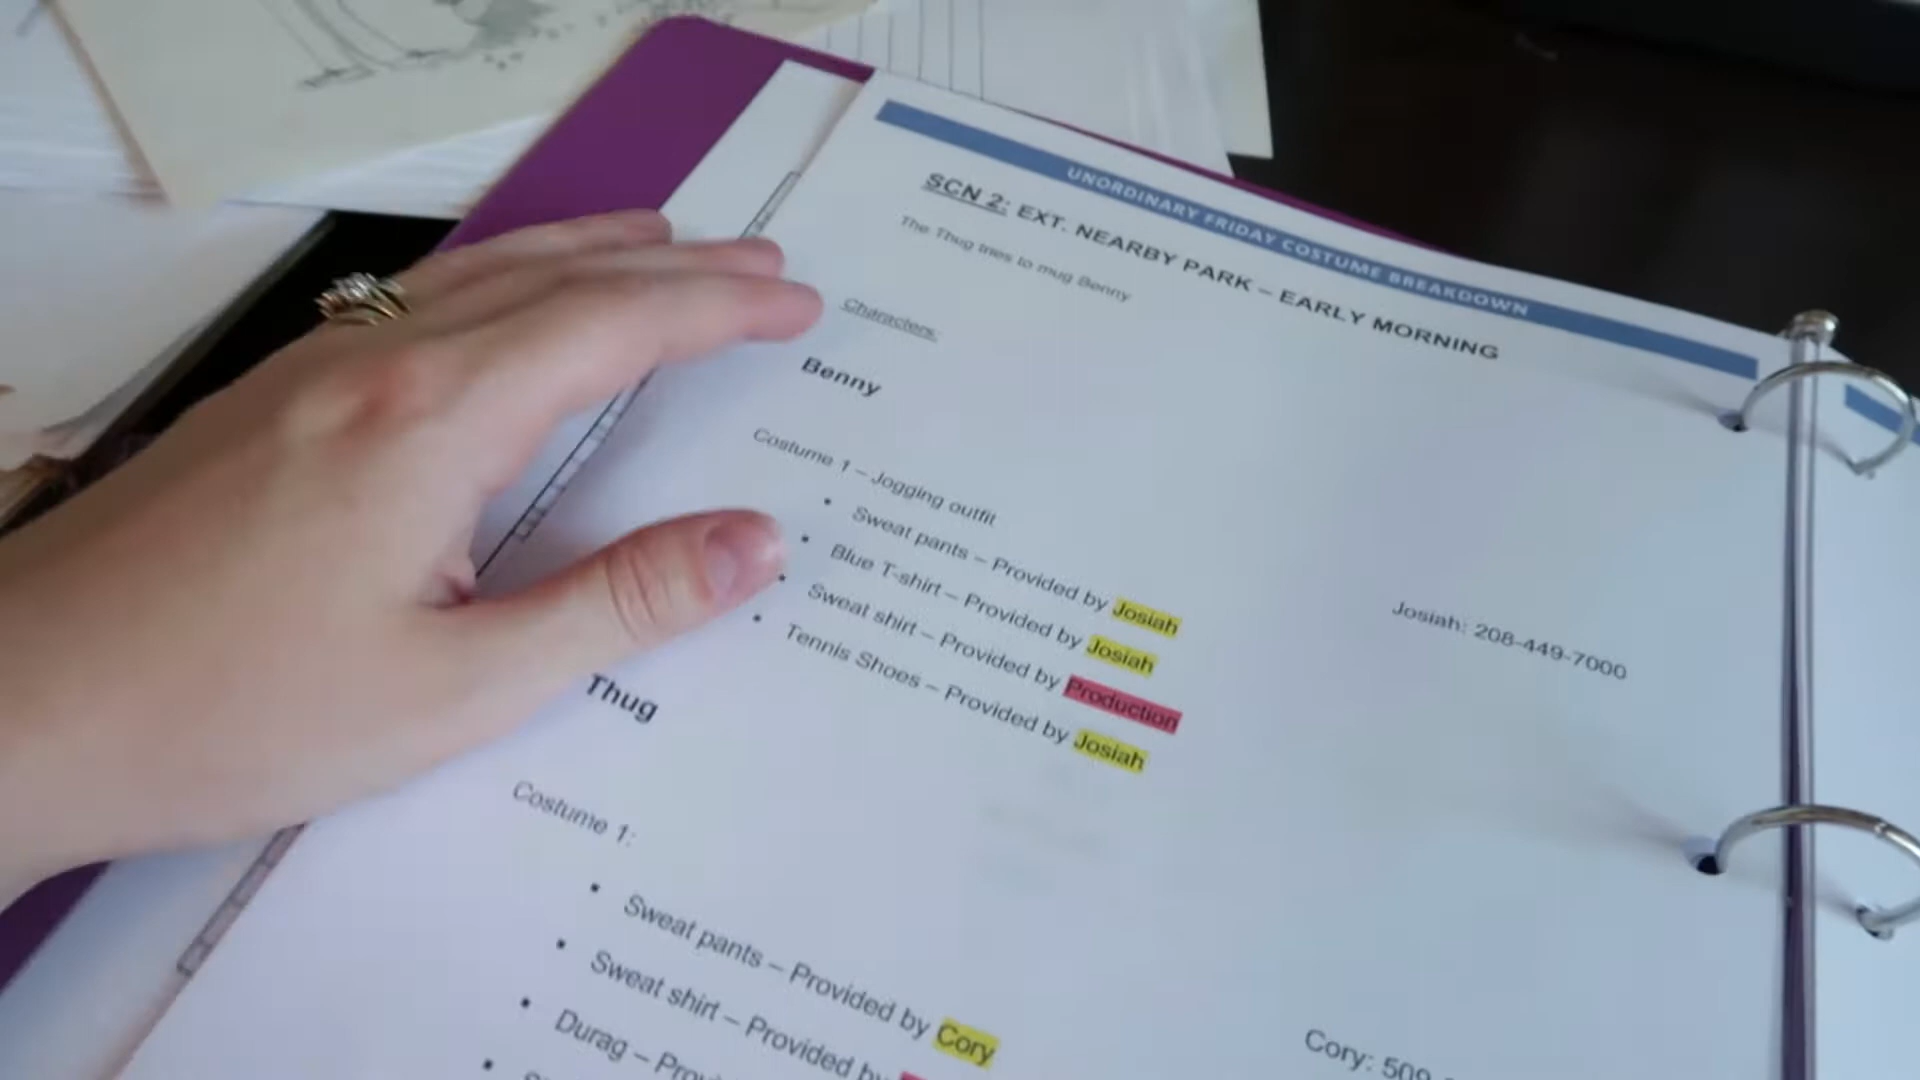 UNORDINARY FRIDAY COSTUME BREAKDOWN
SCN 2: EXT. NEARBY PARK – EARLY MORNING
The Thug tries to mug Benny
Characters:
Benny
Costume 1 – Jogging outfit
• Sweat pants – Provided by Josiah
• Blue T-shirt – Provided by Josiah
• Sweat shirt – Provided by Production
• Tennis Shoes – Provided by Josiah
Josiah: 208-449-7000
Thug
Costume 1:
• Sweat pants – Provided by Cory
• Sweat shirt – Provided by
• Durag –
Cory: 509